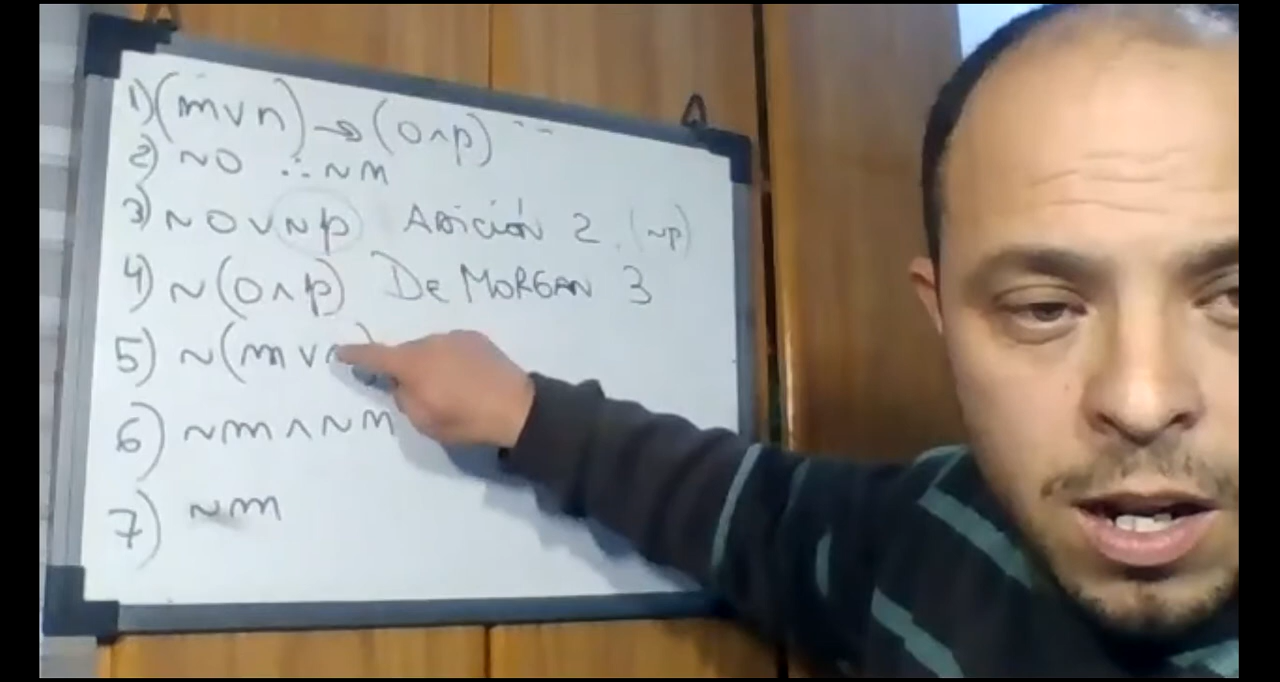 1) (m v n) → (o ∧ p)
2) ~o ∴ ~m
3) ~o v ~p Adición 2 (~p)
4) ~(o ∧ p) De MORGAN 3
5) ~(m v
6) ~m ∧ ~n
7) ~m